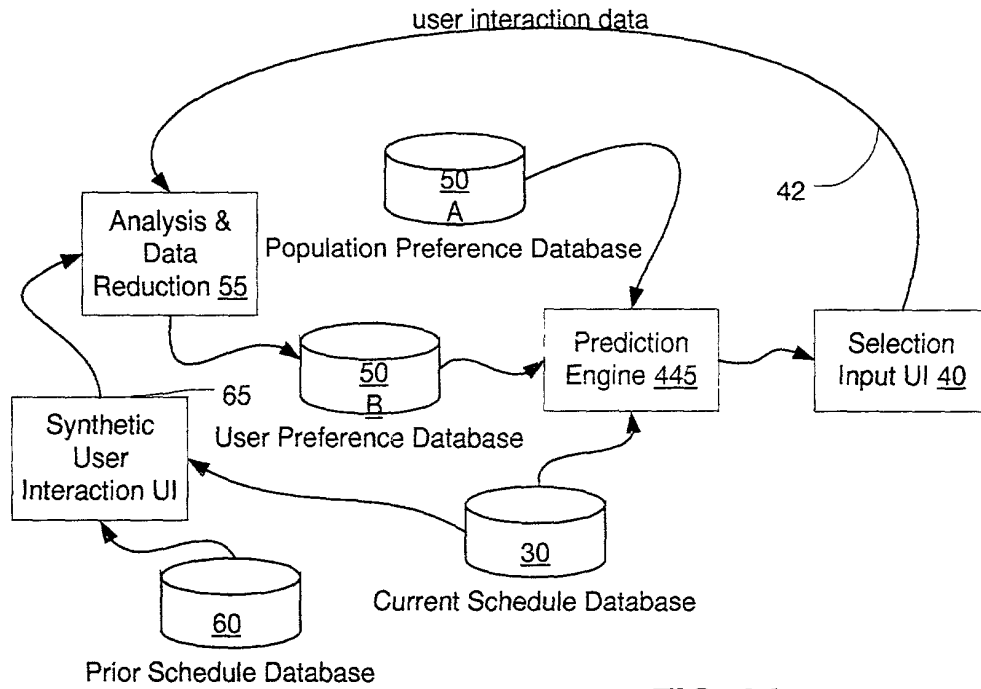 user interaction data
50
A
42
Analysis &
Data
Reduction 55
Population Preference Database
50
B
Prediction
Engine 445
Selection
Input UI 40
65
User Preference Database
Synthetic
User
Interaction UI
30
Current Schedule Database
60
Prior Schedule Database